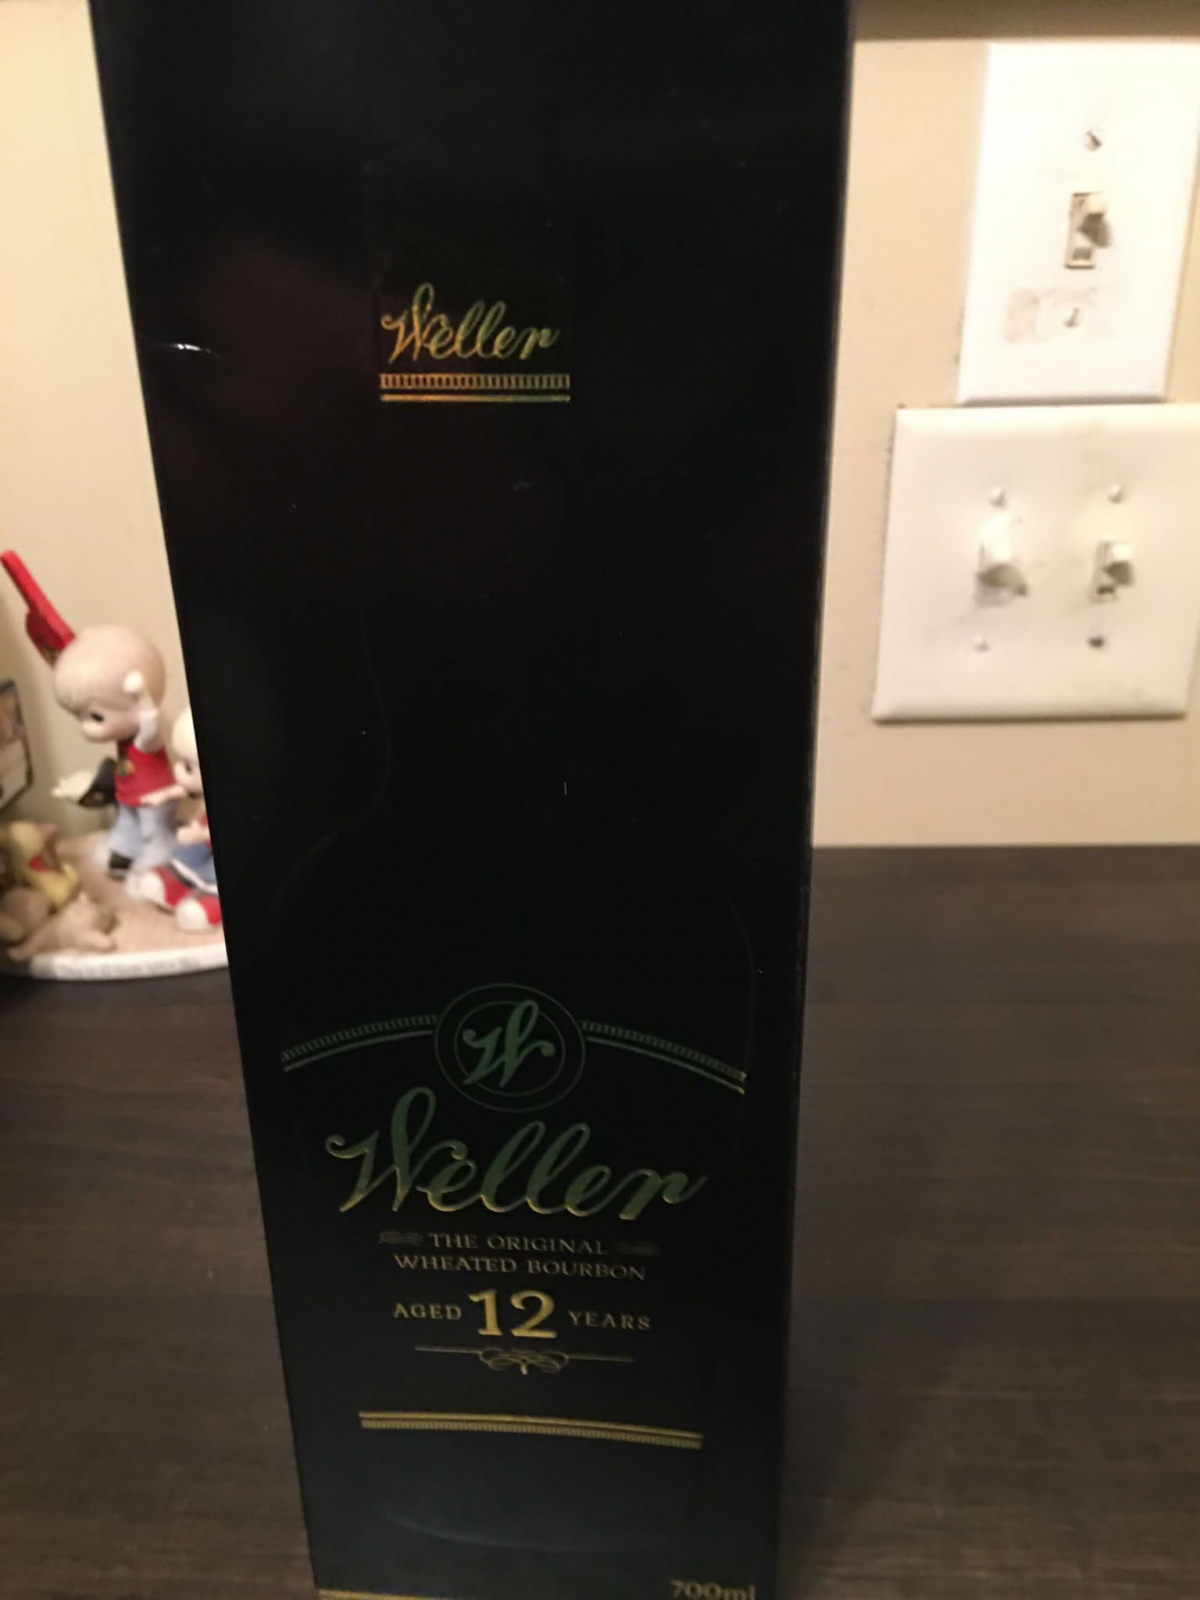 Weller
W
Weller
THE ORIGINAL
WHEATED BOURBON
AGED 12 YEARS
700ml